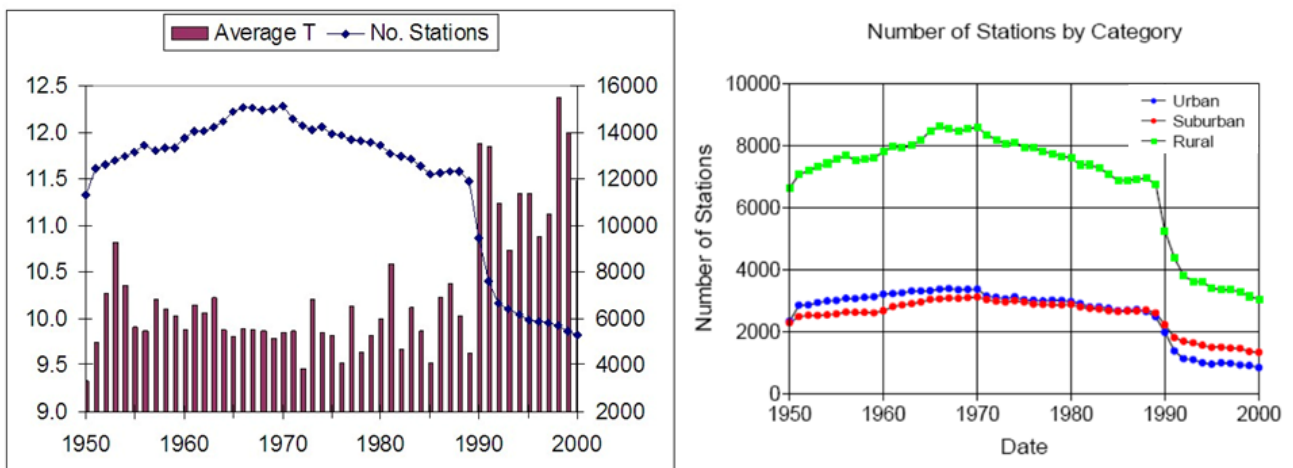 Average T No. Stations
12.5
12.0
11.5
11.0
10.5
10.0
9.5
9.0
16000
14000
12000
10000
8000
6000
4000
2000
1950 1960 1970 1980 1990 2000
Number of Stations by Category
Urban
Suburban
Rural
Number of Stations
10000
8000
6000
4000
2000
0
1950 1960 1970 1980 1990 2000
Date